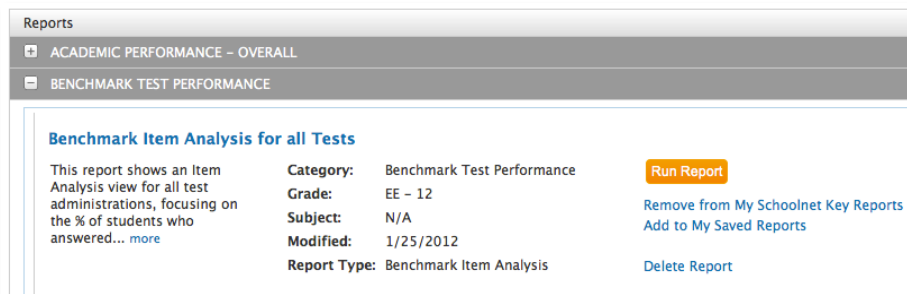 Reports
ACADEMIC PERFORMANCE – OVERALL
BENCHMARK TEST PERFORMANCE
Benchmark Item Analysis for all Tests
This report shows an Item
Analysis view for all test
administrations, focusing on
the % of students who
answered... more
Category: Benchmark Test Performance
Grade: EE – 12
Subject: N/A
Modified: 1/25/2012
Report Type: Benchmark Item Analysis
Run Report
Remove from My Schoolnet Key Reports
Add to My Saved Reports
Delete Report